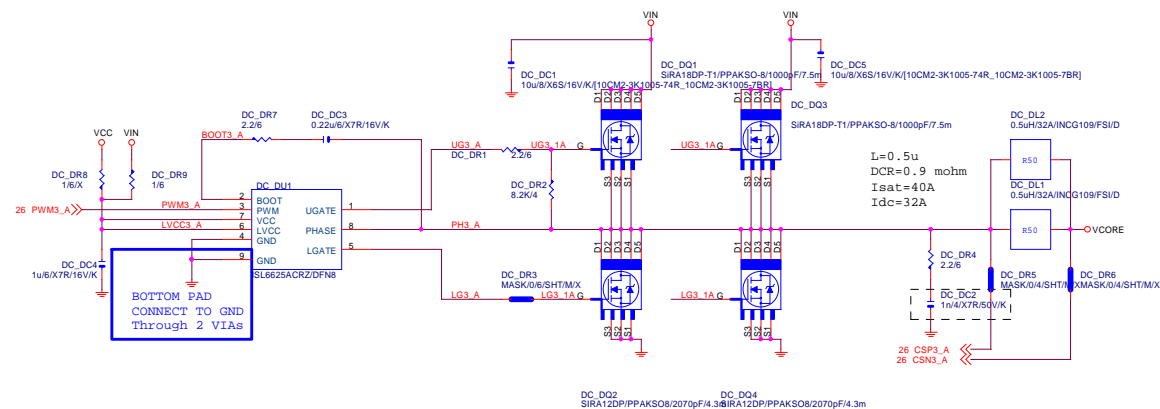 VIN
VIN
DC_DC1
10u/8/X6S/16V/K/[10CM2-3K1005-74R_10CM2-3K1005-7BR]
DC_DQ1
SiRA18DP-T1/PPAKSO-8/1000pF/7.5m
DC_DC5
10u/8/X6S/16V/K/[10CM2-3K1005-74R_10CM2-3K1005-7BR]
D1 D2 D3 D4 D5
D1 D2 D3 D4 D5
DC_DQ3
SiRA18DP-T1/PPAKSO-8/1000pF/7.5m
DC_DR7
2.2/6
DC_DC3
0.22u/6/X7R/16V/K
VCC
VIN
BOOT3_A
UG3_A
DC_DR1
2.2/6
UG3_1A
G
UG3_1A
G
S3 S2 S1
S3 S2 S1
DC_DR8
1/6/X
DC_DR9
1/6
DC_DR2
8.2K/4
DC_DL2
0.5uH/32A/INCG109/FSI/D
R50
L=0.5u
DCR=0.9 mohm
Isat=40A
Idc=32A
DC_DL1
0.5uH/32A/INCG109/FSI/D
R50
DC_DU1
26 PWM3_A
PWM3_A
LVCC3_A
2 BOOT
3 PWM
7 VCC
6 LVCC
4 GND
9 GND
UGATE 1
PHASE 8
LGATE 5
SL6625ACRZ/DFN8
PH3_A
VCORE
D1 D2 D3 D4 D5
D1 D2 D3 D4 D5
DC_DC4
1u/6/X7R/16V/K
BOTTOM PAD
CONNECT TO GND
Through 2 VIAs
DC_DR3
MASK/0/6/SHT/M/X
LG3_A
LG3_1A
G
LG3_1A
G
S3 S2 S1
S3 S2 S1
DC_DR4
2.2/6
DC_DC2
1n/4/X7R/50V/K
DC_DR5
MASK/0/4/SHT/M/X
DC_DR6
MASK/0/4/SHT/M/X
26 CSP3_A
26 CSN3_A
DC_DQ2
SIRA12DP/PPAKSO8/2070pF/4.3m
DC_DQ4
SIRA12DP/PPAKSO8/2070pF/4.3m